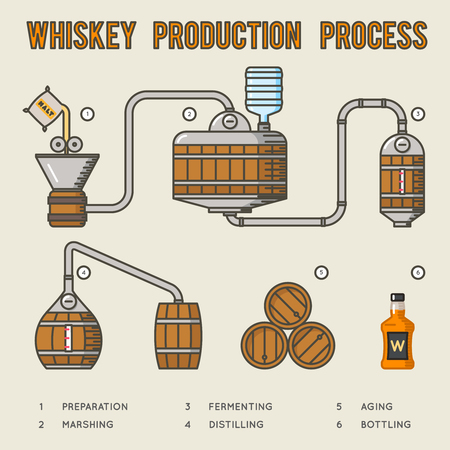 WHISKEY PRODUCTION PROCESS
MALT
1
2
3
4
5
6
W
1 PREPARATION 3 FERMENTING 5 AGING
2 MARSHING 4 DISTILLING 6 BOTTLING